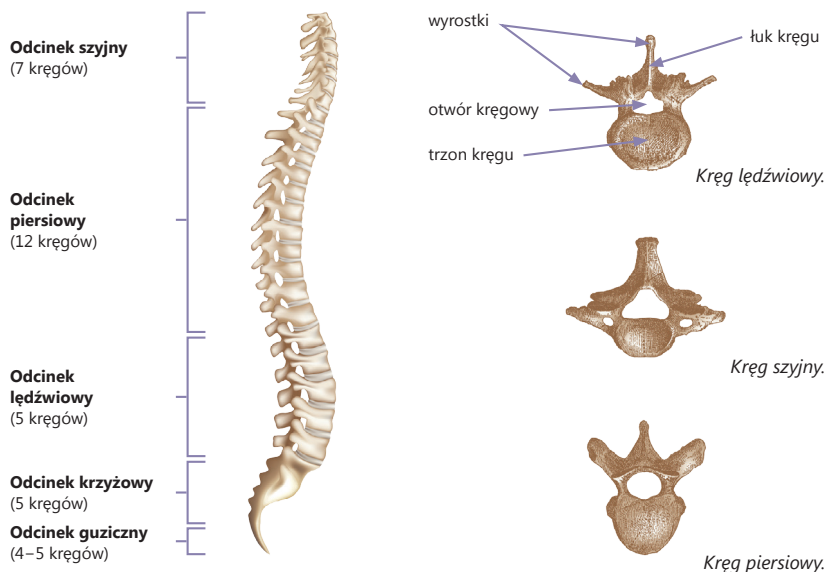 Odcinek szyjny
(7 kręgów)
Odcinek
piersiowy
(12 kręgów)
Odcinek
lędźwiowy
(5 kręgów)
Odcinek krzyżowy
(5 kręgów)
Odcinek guziczny
(4–5 kręgów)
wyrostki
łuk kręgu
otwór kręgowy
trzon kręgu
Kręg lędźwiowy.
Kręg szyjny.
Kręg piersiowy.